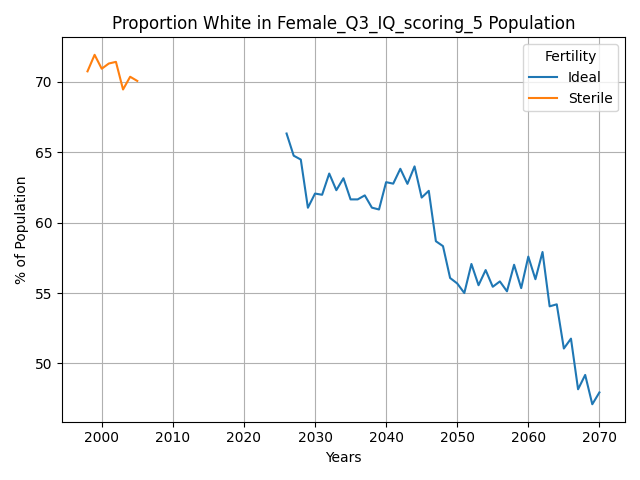 Proportion White in Female_Q3_IQ_scoring_5 Population
Fertility
Ideal
Sterile
% of Population
70
65
60
55
50
2000
2010
2020
2030
2040
2050
2060
2070
Years